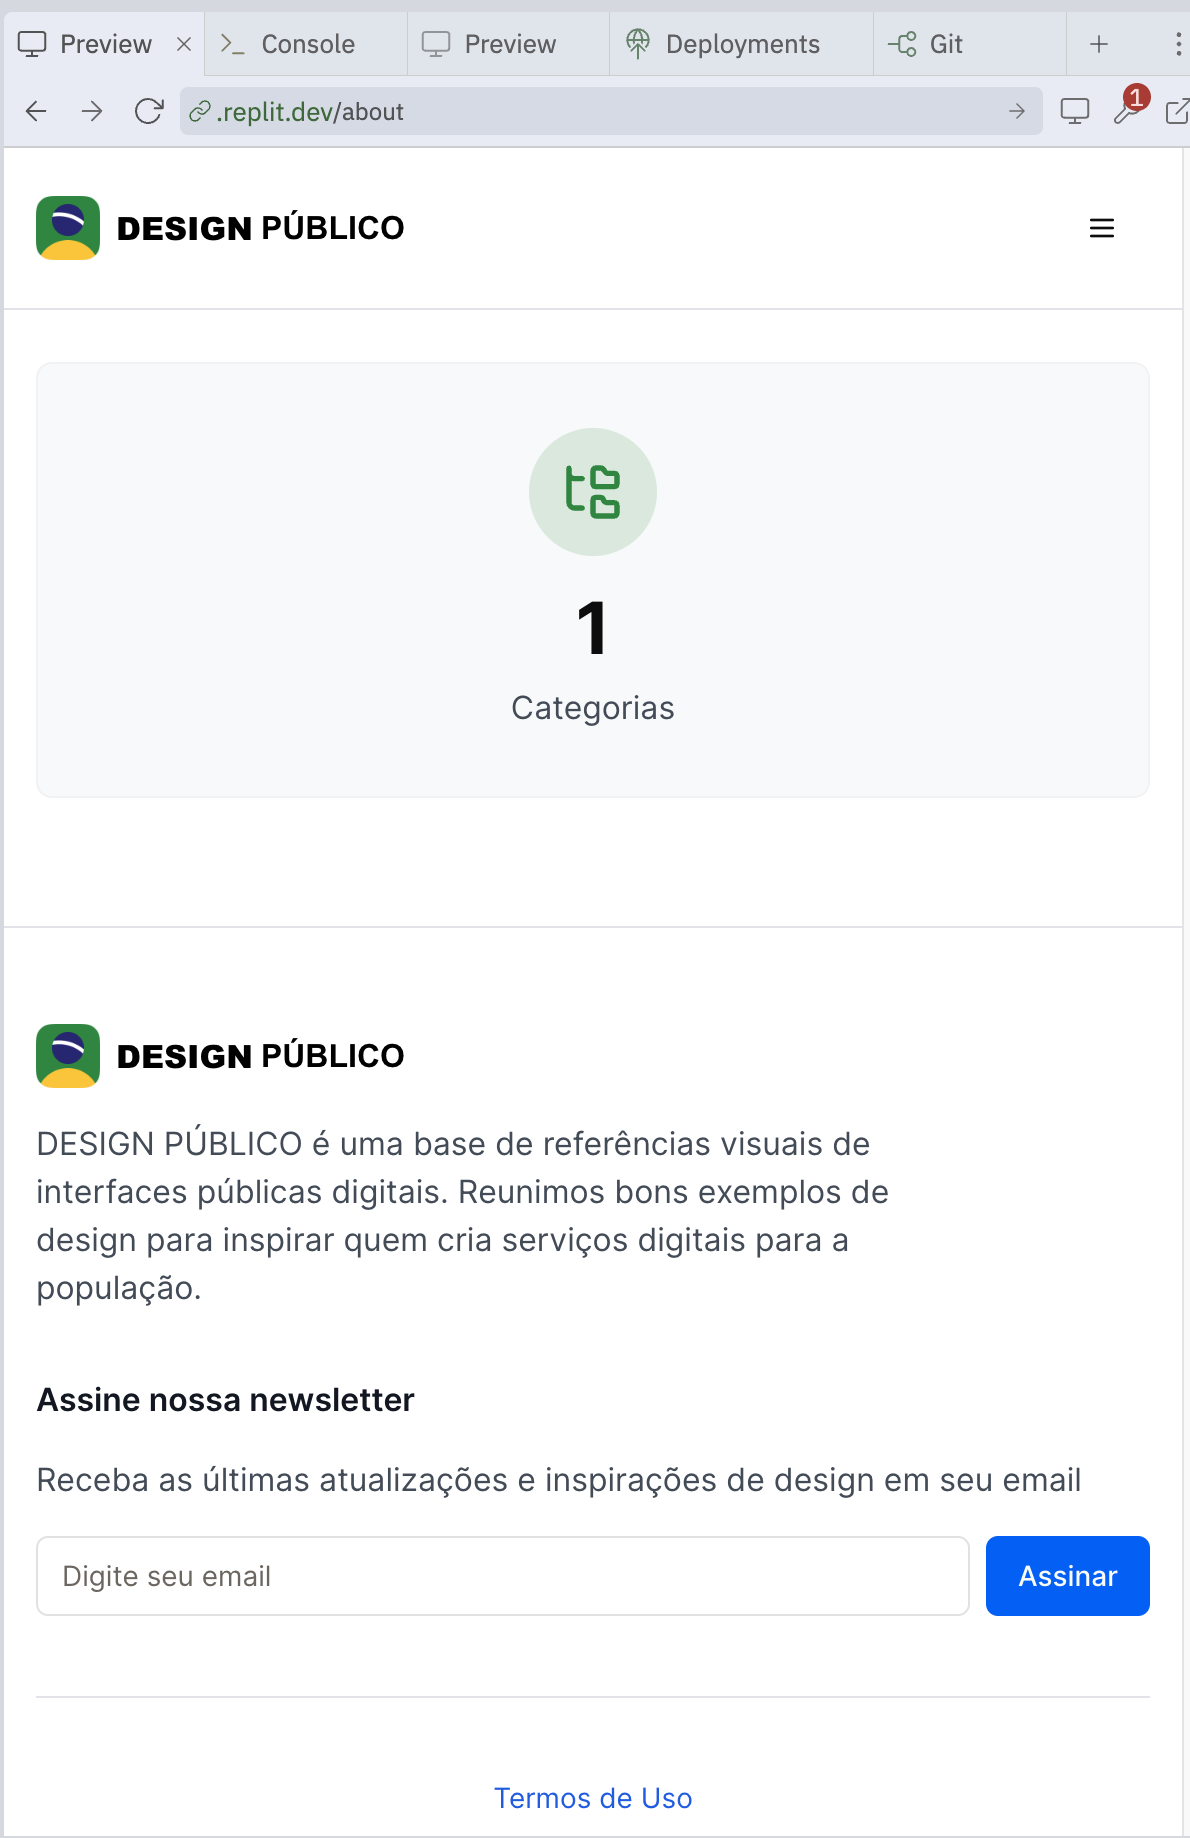 Preview
Console
Preview
Deployments
Git
.replit.dev/about
1
DESIGN PÚBLICO
1
Categorias
DESIGN PÚBLICO
DESIGN PÚBLICO é uma base de referências visuais de
interfaces públicas digitais. Reunimos bons exemplos de
design para inspirar quem cria serviços digitais para a
população.
Assine nossa newsletter
Receba as últimas atualizações e inspirações de design em seu email
Digite seu email
Assinar
Termos de Uso